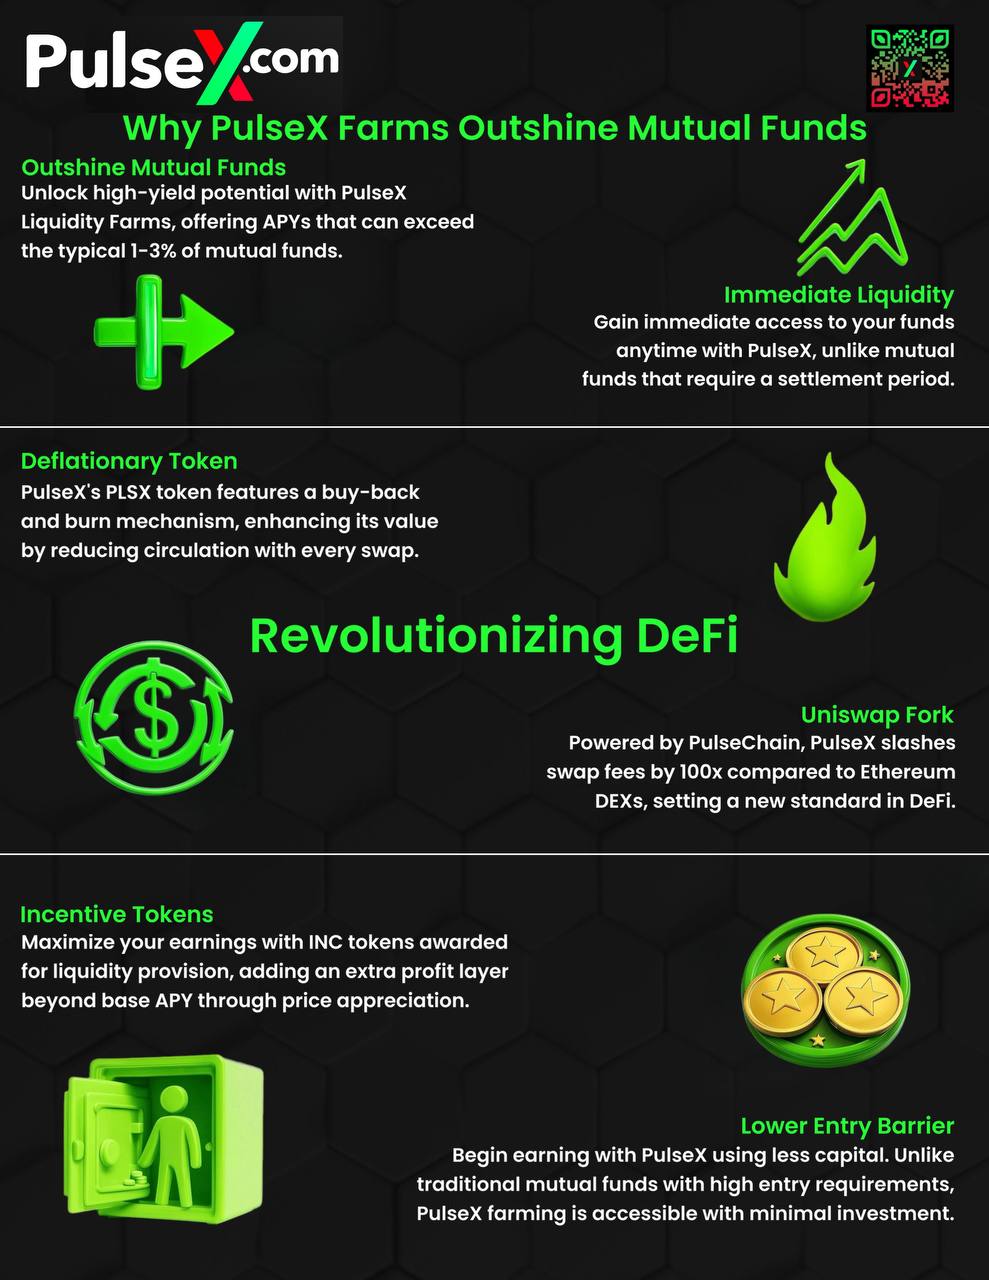 PulseX.com
Why PulseX Farms Outshine Mutual Funds
Outshine Mutual Funds
Unlock high-yield potential with PulseX
Liquidity Farms, offering APYs that can exceed
the typical 1-3% of mutual funds.
Immediate Liquidity
Gain immediate access to your funds
anytime with PulseX, unlike mutual
funds that require a settlement period.
Deflationary Token
PulseX's PLSX token features a buy-back
and burn mechanism, enhancing its value
by reducing circulation with every swap.
Revolutionizing DeFi
$
Uniswap Fork
Powered by PulseChain, PulseX slashes
swap fees by 100x compared to Ethereum
DEXs, setting a new standard in DeFi.
Incentive Tokens
Maximize your earnings with INC tokens awarded
for liquidity provision, adding an extra profit layer
beyond base APY through price appreciation.
Lower Entry Barrier
Begin earning with PulseX using less capital. Unlike
traditional mutual funds with high entry requirements,
PulseX farming is accessible with minimal investment.